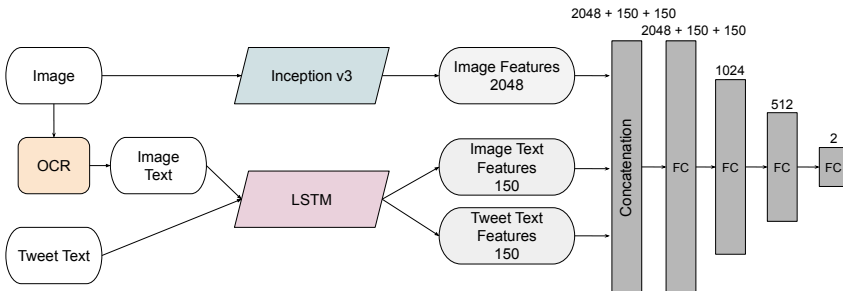 2048 + 150 + 150
2048 + 150 + 150
Image
Inception v3
Image Features
2048
1024
512
2
OCR
Image
Text
Image Text
Features
150
LSTM
Tweet Text
Features
150
Tweet Text
Concatenation
FC
FC
FC
FC